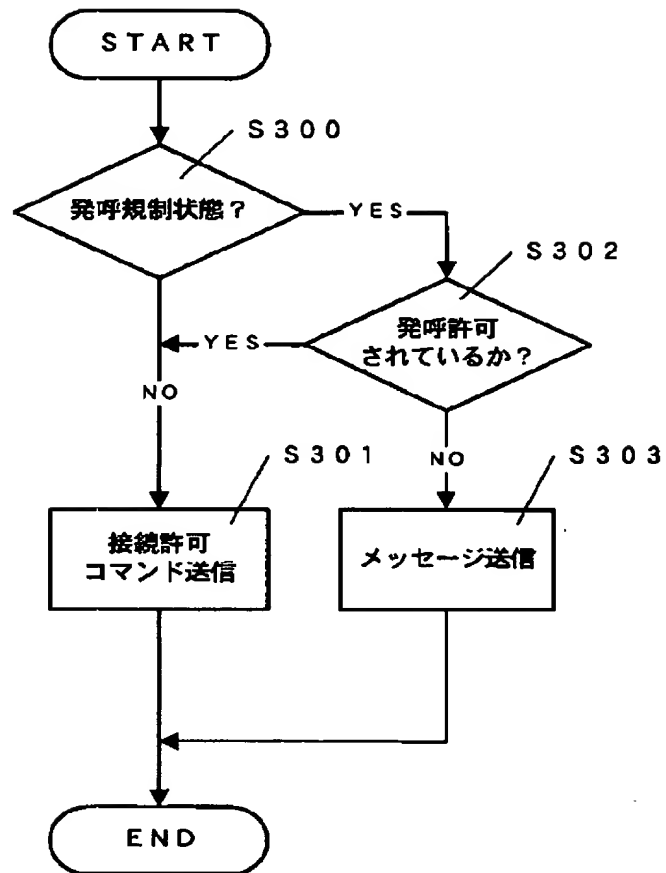 START
S300
発呼規制状態？
YES
S302
発呼許可
されているか？
YES
NO
S301
NO
S303
接続許可
コマンド送信
メッセージ送信
END